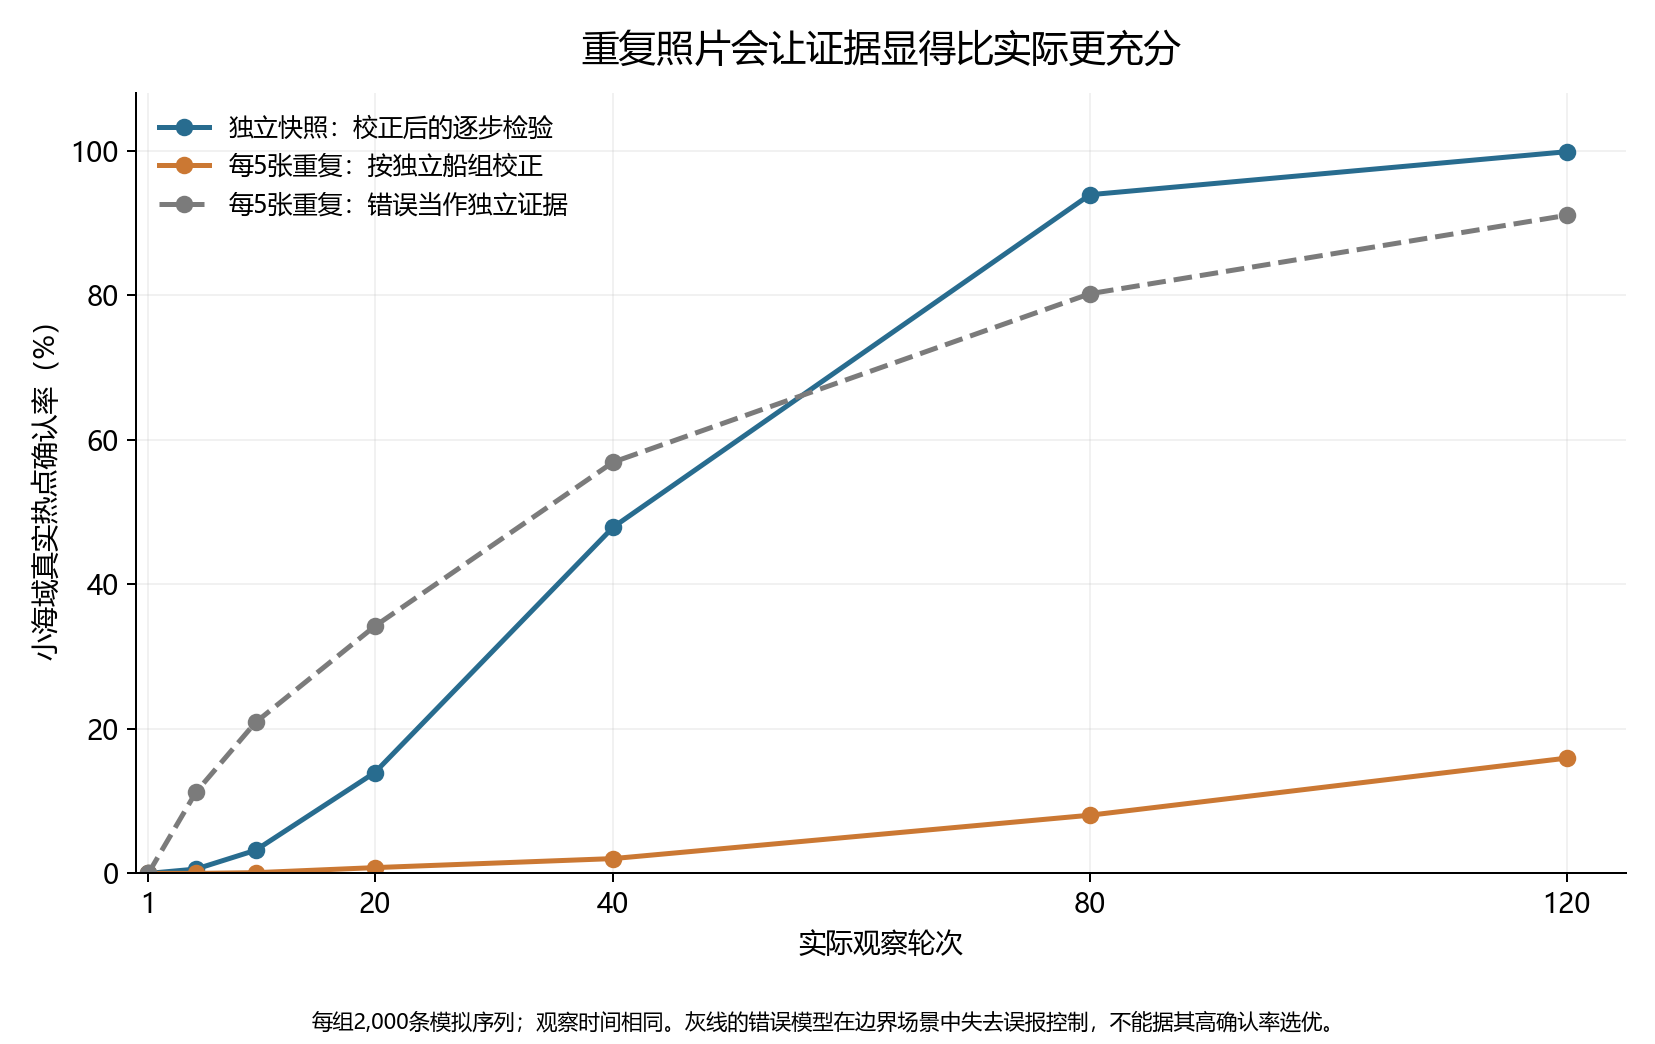 重复照片会让证据显得比实际更充分
独立快照：校正后的逐步检验
每5张重复：按独立船组校正
每5张重复：错误当作独立证据
小海域真实热点确认率（%）
100
80
60
40
20
0
1 20 40 80 120
实际观察轮次
每组2,000条模拟序列；观察时间相同。灰线的错误模型在边界场景中失去误报控制，不能据其高确认率选优。